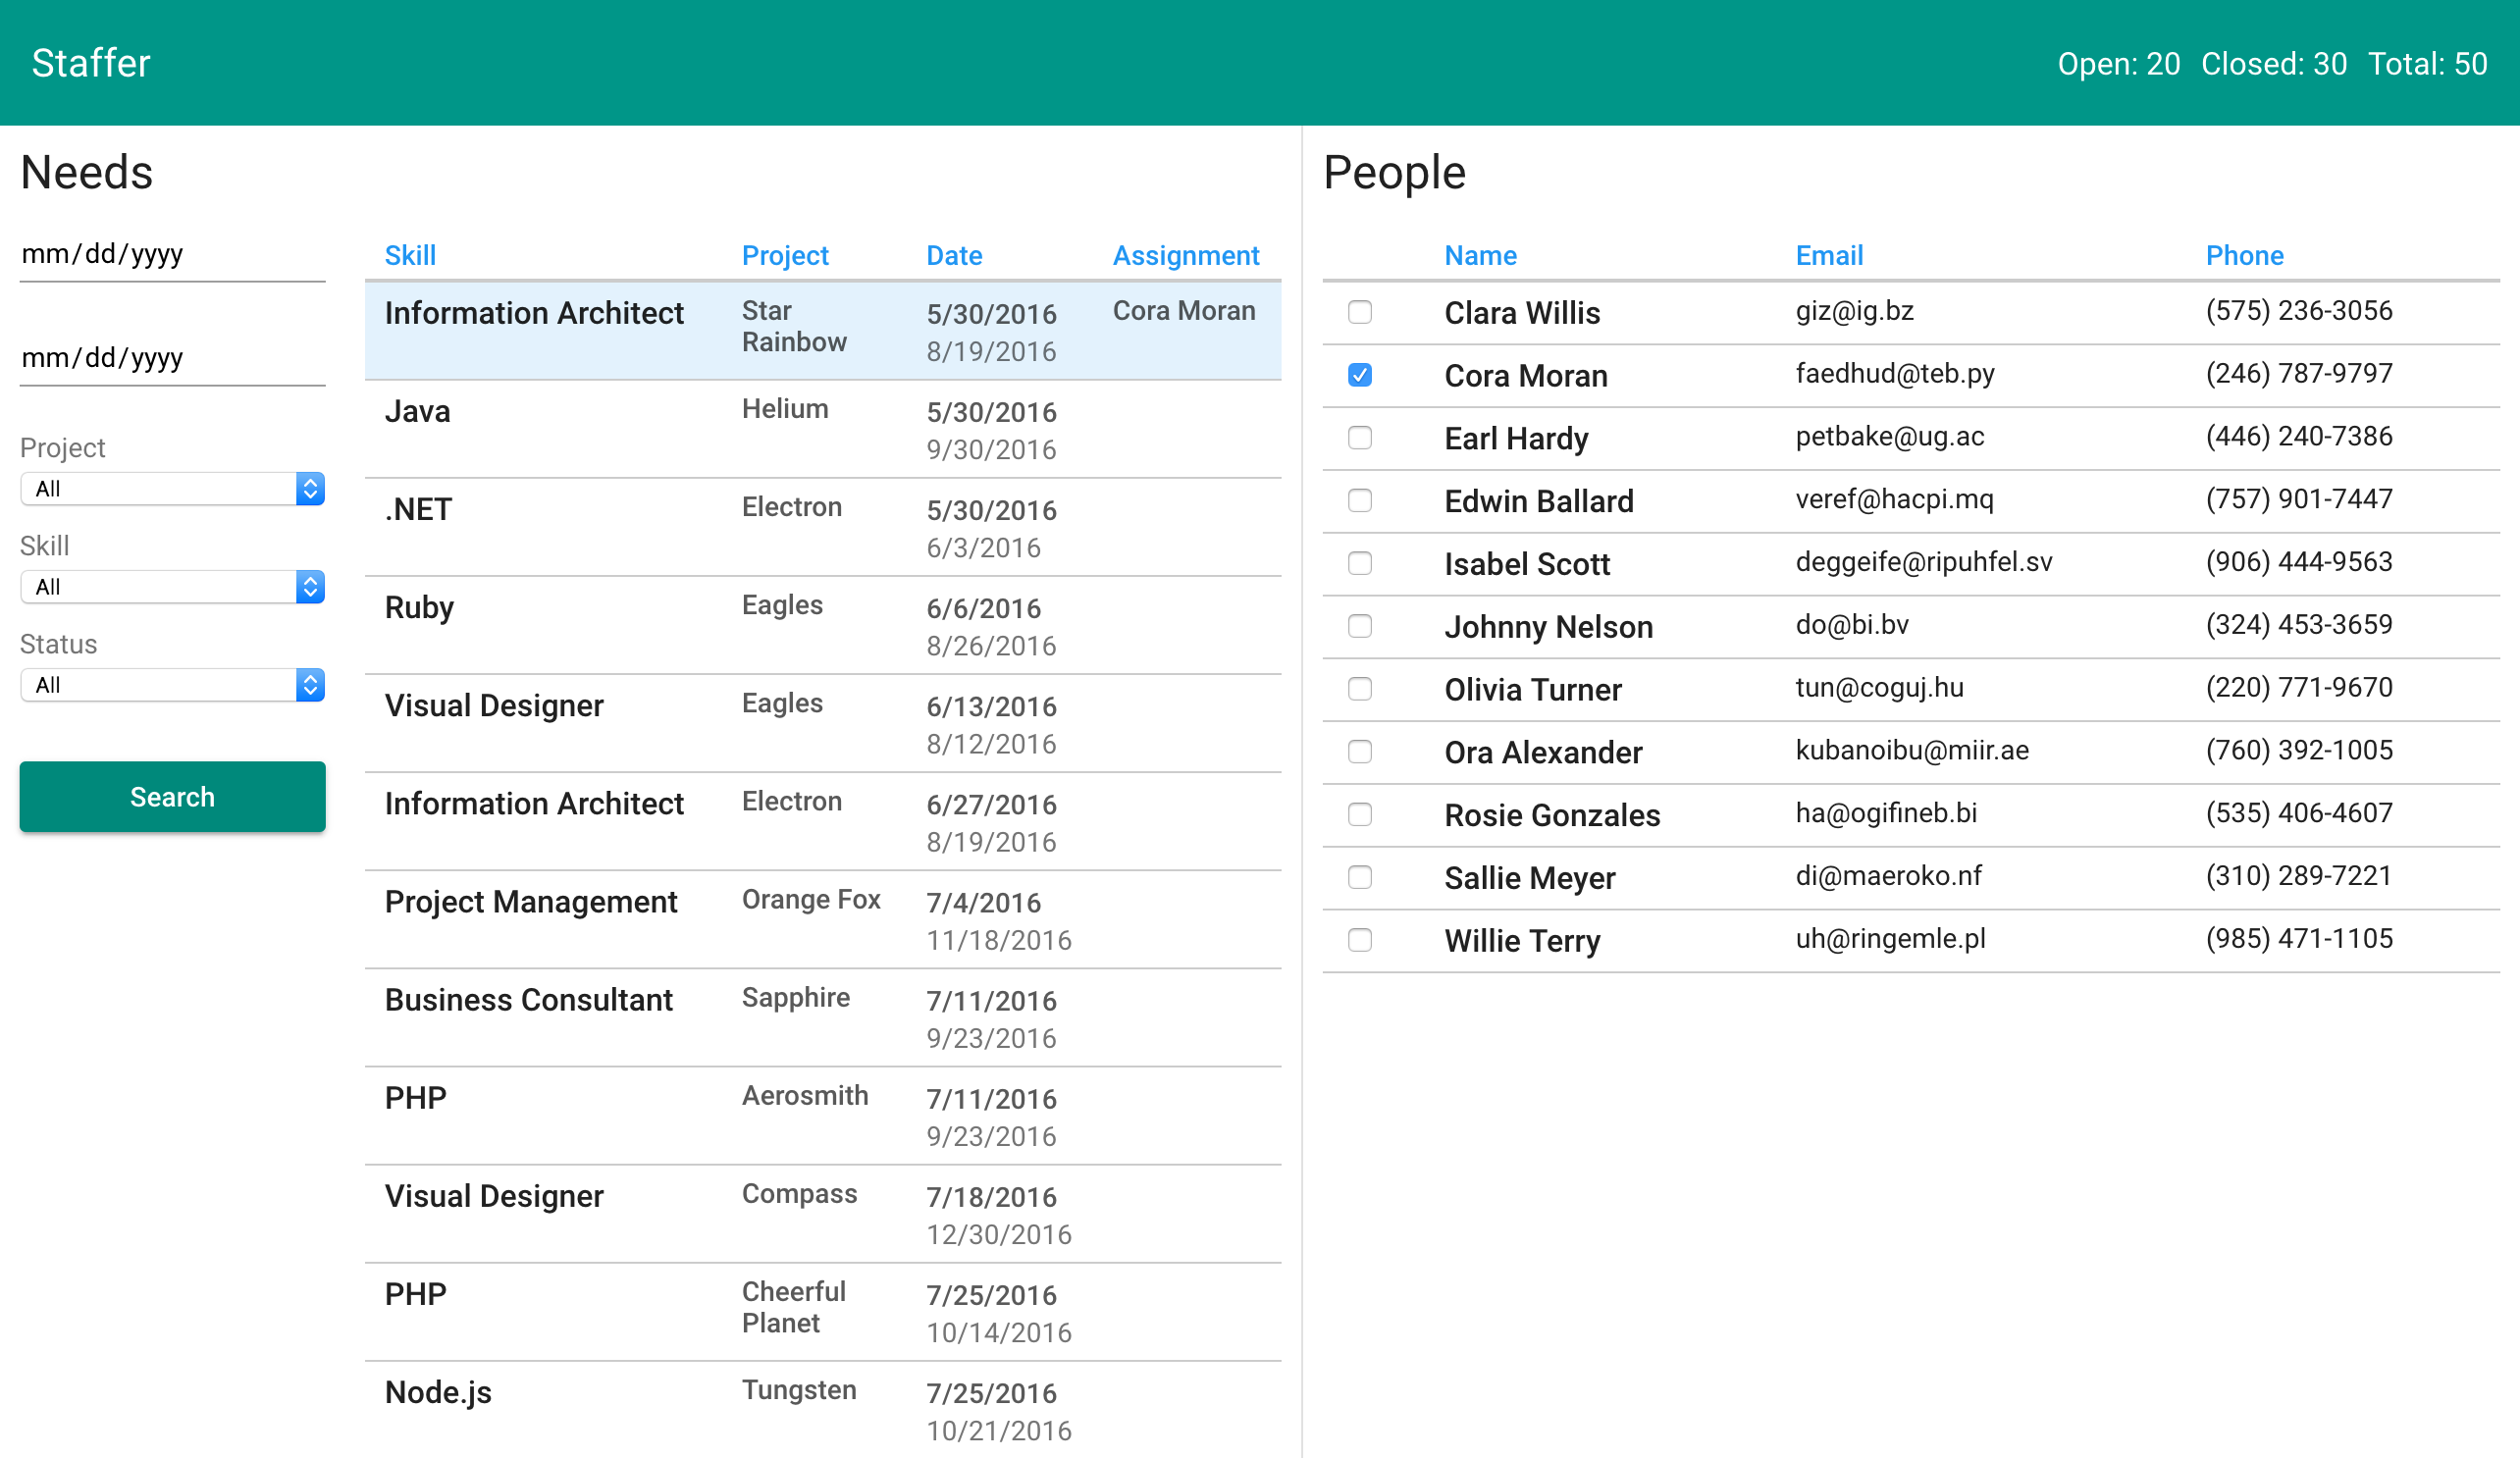 Staffer
Open: 20 Closed: 30 Total: 50
Needs
mm/dd/yyyy
mm/dd/yyyy
Project
All
Skill
All
Status
All
Search
Skill Project Date Assignment
Information Architect Star Rainbow 5/30/2016 8/19/2016 Cora Moran
Java Helium 5/30/2016 9/30/2016
.NET Electron 5/30/2016 6/3/2016
Ruby Eagles 6/6/2016 8/26/2016
Visual Designer Eagles 6/13/2016 8/12/2016
Information Architect Electron 6/27/2016 8/19/2016
Project Management Orange Fox 7/4/2016 11/18/2016
Business Consultant Sapphire 7/11/2016 9/23/2016
PHP Aerosmith 7/11/2016 9/23/2016
Visual Designer Compass 7/18/2016 12/30/2016
PHP Cheerful Planet 7/25/2016 10/14/2016
Node.js Tungsten 7/25/2016 10/21/2016
People
Name Email Phone
Clara Willis giz@ig.bz (575) 236-3056
Cora Moran faedhud@teb.py (246) 787-9797
Earl Hardy petbake@ug.ac (446) 240-7386
Edwin Ballard veref@hacpi.mq (757) 901-7447
Isabel Scott deggeife@ripuhfel.sv (906) 444-9563
Johnny Nelson do@bi.bv (324) 453-3659
Olivia Turner tun@coguj.hu (220) 771-9670
Ora Alexander kubanoibu@miir.ae (760) 392-1005
Rosie Gonzales ha@ogifineb.bi (535) 406-4607
Sallie Meyer di@maeroko.nf (310) 289-7221
Willie Terry uh@ringemle.pl (985) 471-1105